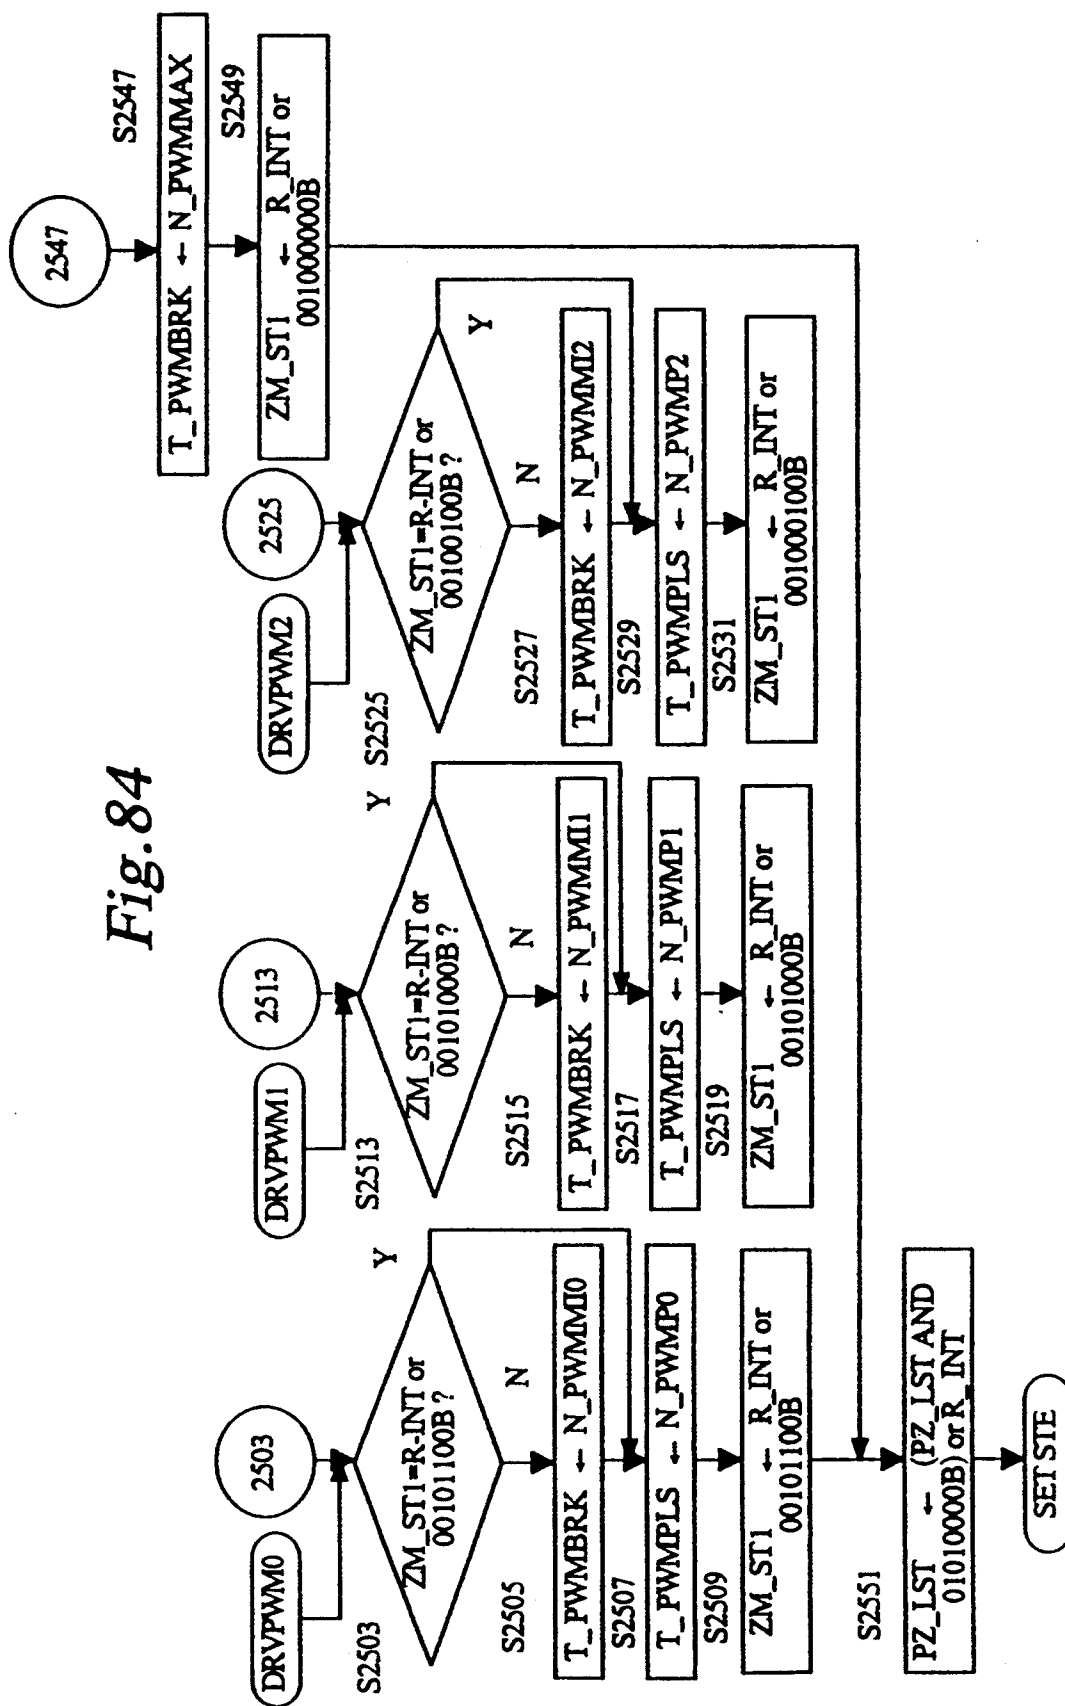 Fig.84
DRVPWM0
2503
S2503
ZM_ST1=R-INT or
00101100B ?
Y
N
S2505
T_PWMBRK ← N_PWMMI0
S2507
T_PWMPLS ← N_PWMP0
S2509
ZM_ST1 ← R_INT or
00101100B
S2551
PZ_LST ← (PZ_LST AND
01010000B) or R_INT
SET STE
DRVPWM1
2513
S2513
ZM_ST1=R-INT or
00101000B ?
Y
N
S2515
T_PWMBRK ← N_PWMMI1
S2517
T_PWMPLS ← N_PWMP1
S2519
ZM_ST1 ← R_INT or
00101000B
DRVPWM2
2525
S2525
ZM_ST1=R-INT or
00100100B ?
Y
N
S2527
T_PWMBRK ← N_PWMMI2
S2529
T_PWMPLS ← N_PWMP2
S2531
ZM_ST1 ← R_INT or
001000100B
2547
S2547
T_PWMBRK ← N_PWMMAX
S2549
ZM_ST1 ← R_INT or
001000000B